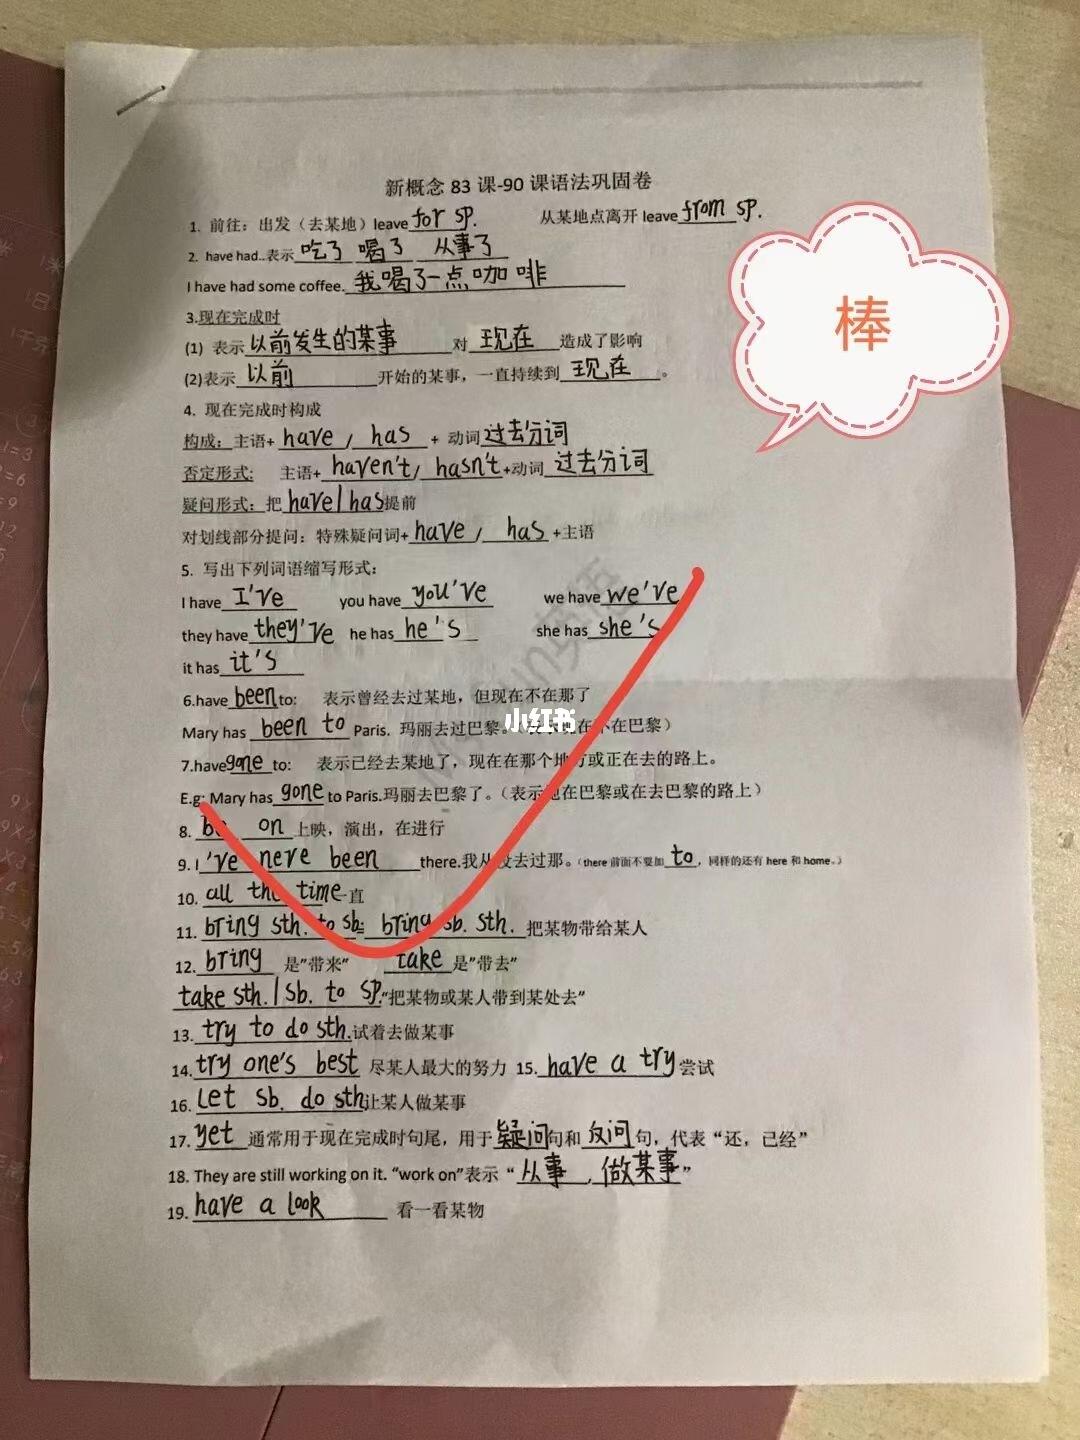 新概念 83 课-90 课语法巩固卷
1. 前往：出发（去某地）leave for sp. 从某地点离开 leave from sp.
2. have had..表示 吃了 喝了 从事了
I have had some coffee. 我喝了一点咖啡
3.现在完成时
(1) 表示 以前发生的某事 对 现在 造成了影响
(2)表示 以前 开始的某事，一直持续到 现在 。
4. 现在完成时构成
构成：主语+ have / has + 动词 过去分词
否定形式: 主语+ haven't / hasn't +动词 过去分词
疑问形式：把 have/has 提前
对划线部分提问：特殊疑问词+ have / has +主语
5. 写出下列词语缩写形式：
I have I've you have you've we have we've
they have they've he has he's she has she's
it has it's
6.have been to: 表示曾经去过某地，但现在不在那了
Mary has been to Paris. 玛丽去过巴黎。 在不在巴黎）
7.have gone to: 表示已经去某地了，现在在那个地方或正在去的路上。
E.g: Mary has gone to Paris.玛丽去巴黎了。（表示她在巴黎或在去巴黎的路上）
8. be on 上映，演出，在进行
9. I 've neve been there.我从没去过那。（there 前面不要加 to ，同样的还有 here 和 home。）
10. all the time 一直
11. bring sth. to sb. = bring sb. sth. 把某物带给某人
12. bring 是”带来” take 是”带去”
take sth. / sb. to sp. “把某物或某人带到某处去”
13. try to do sth. 试着去做某事
14. try one's best 尽某人最大的努力 15. have a try 尝试
16. Let sb. do sth 让某人做某事
17. yet 通常用于现在完成时句尾，用于 疑问 句和 反问 句，代表“还，已经”
18. They are still working on it. “work on”表示“ 从事 , 做某事 ”
19. have a look 看一看某物
棒
小红书